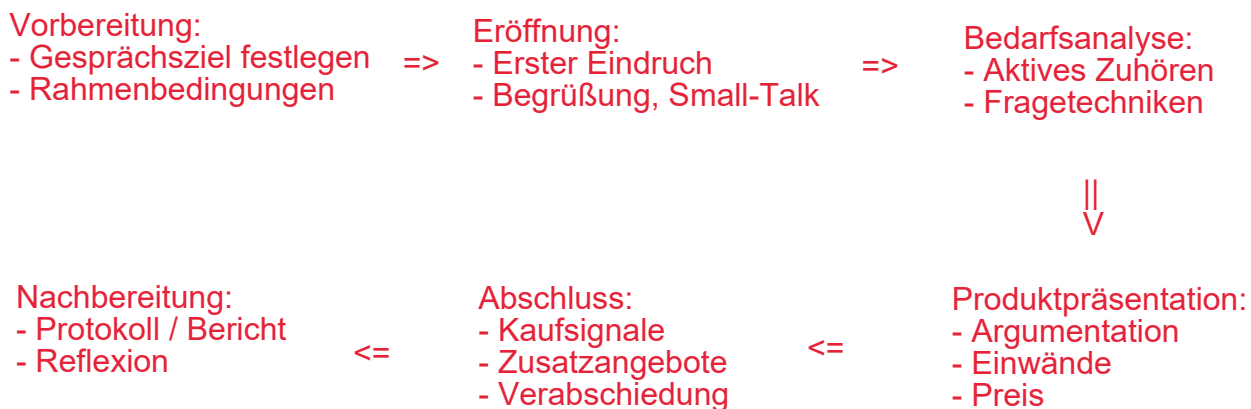 Vorbereitung:
- Gesprächsziel festlegen
- Rahmenbedingungen
=>
Eröffnung:
- Erster Eindruck
- Begrüßung, Small-Talk
=>
Bedarfsanalyse:
- Aktives Zuhören
- Fragetechniken
||
V
Produktpräsentation:
- Argumentation
- Einwände
- Preis
<=
Abschluss:
- Kaufsignale
- Zusatzangebote
- Verabschiedung
<=
Nachbereitung:
- Protokoll / Bericht
- Reflexion